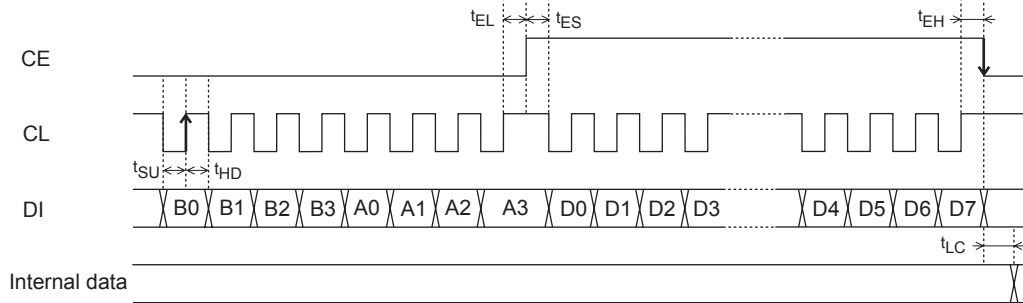 tEL tES tEH
CE
CL
tSU tHD
DI B0 B1 B2 B3 A0 A1 A2 A3 D0 D1 D2 D3 D4 D5 D6 D7
tLC
Internal data